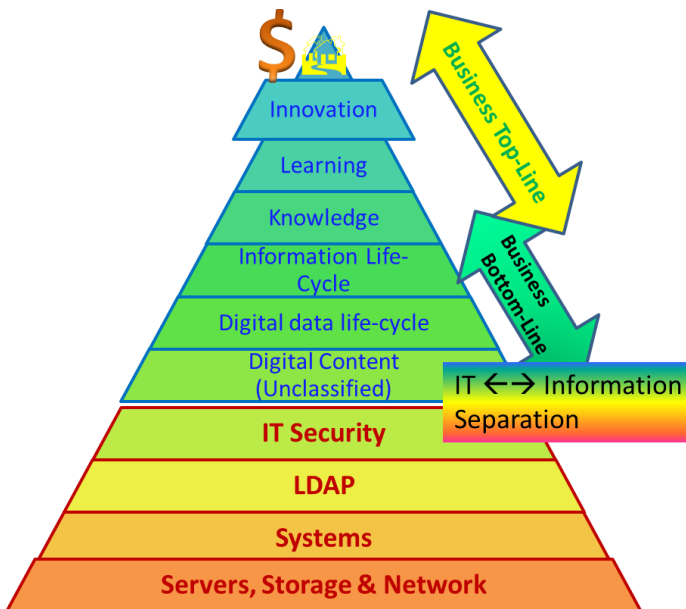 $
Innovation
Learning
Knowledge
Information Life-
Cycle
Digital data life-cycle
Digital Content
(Unclassified)
IT Security
LDAP
Systems
Servers, Storage & Network
Business Top-Line
Business
Bottom-Line
IT ←→ Information
Separation